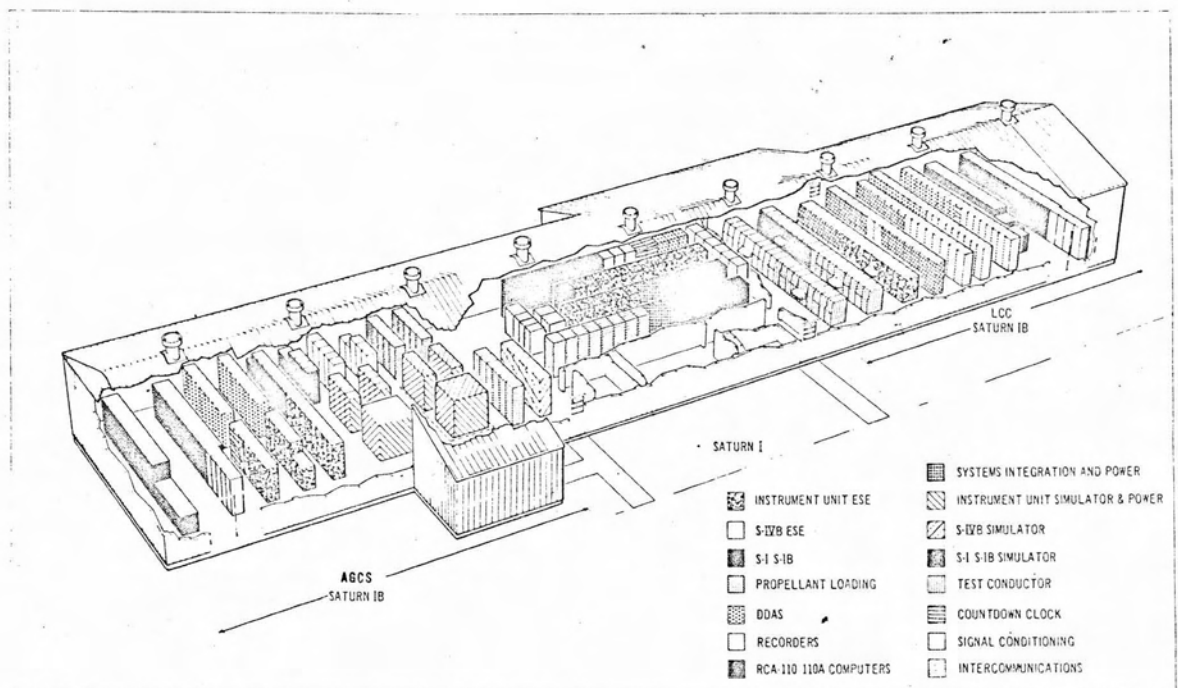 LCC
SATURN IB
SATURN I
AGCS
SATURN IB
INSTRUMENT UNIT ESE
S-IVB ESE
S-I S-IB
PROPELLANT LOADING
DDAS
RECORDERS
RCA-110 110A COMPUTERS
SYSTEMS INTEGRATION AND POWER
INSTRUMENT UNIT SIMULATOR & POWER
S-IVB SIMULATOR
S-I S-IB SIMULATOR
TEST CONDUCTOR
COUNTDOWN CLOCK
SIGNAL CONDITIONING
INTERCOMMUNICATIONS